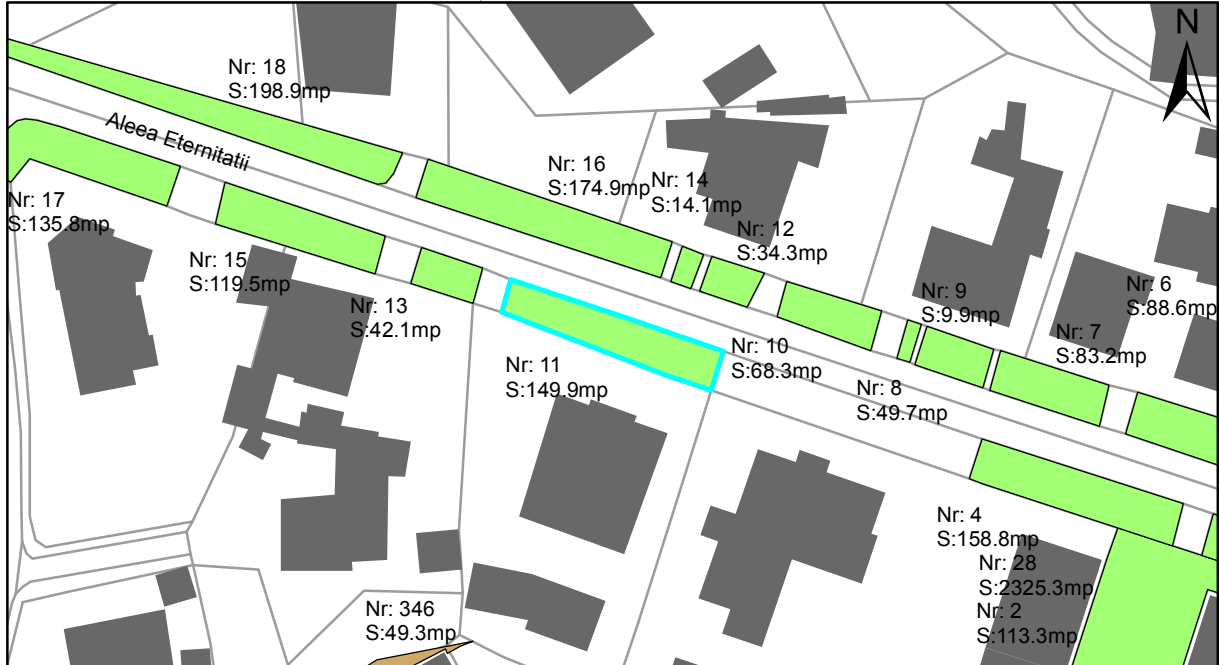 N
Nr: 18
S:198.9mp
Aleea Eternitatii
Nr: 16
S:174.9mp
Nr: 14
S:14.1mp
Nr: 17
S:135.8mp
Nr: 12
S:34.3mp
Nr: 15
S:119.5mp
Nr: 9
S:9.9mp
Nr: 6
S:88.6mp
Nr: 13
S:42.1mp
Nr: 7
S:83.2mp
Nr: 10
S:68.3mp
Nr: 11
S:149.9mp
Nr: 8
S:49.7mp
Nr: 4
S:158.8mp
Nr: 28
S:2325.3mp
Nr: 2
S:113.3mp
Nr: 346
S:49.3mp